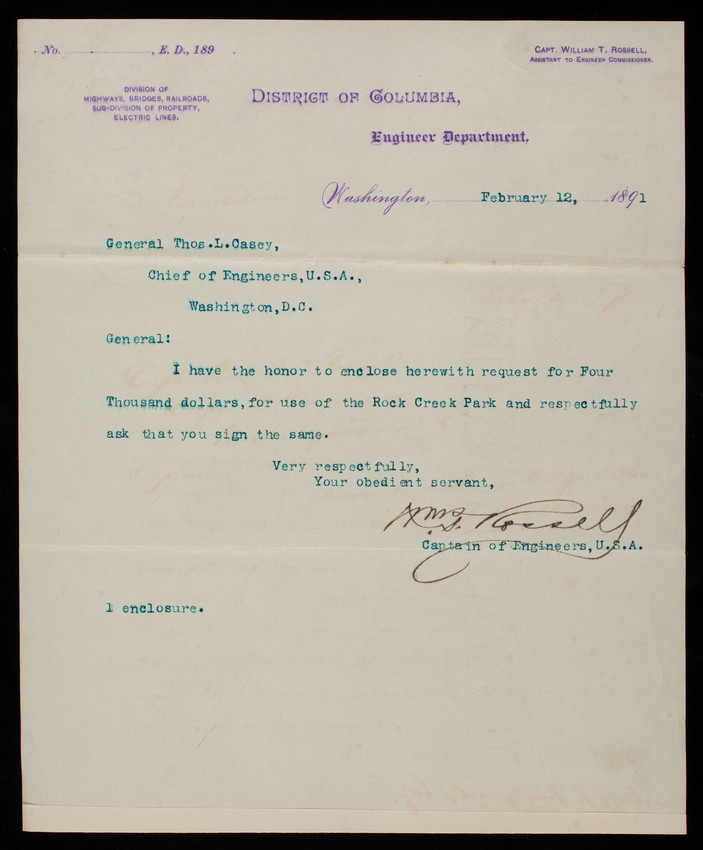 No. , E. D., 189 .
CAPT. WILLIAM T. ROSSELL,
ASSISTANT TO ENGINEER COMMISSIONER.
DIVISION OF
HIGHWAYS, BRIDGES, RAILROADS,
SUB-DIVISION OF PROPERTY,
ELECTRIC LINES.
DISTRICT OF COLUMBIA,
Engineer Department.
Washington, February 12, 1891
General Thos.L.Casey,
Chief of Engineers,U.S.A.,
Washington,D.C.
General:
I have the honor to enclose herewith request for Four
Thousand dollars,for use of the Rock Creek Park and respectfully
ask that you sign the same.
Very respectfully,
Your obedient servant,
Wm. T. Rossell
Captain of Engineers,U.S.A.
1 enclosure.